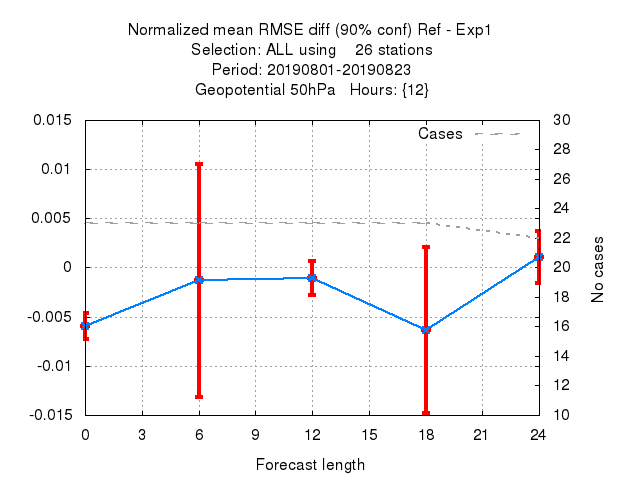 Normalized mean RMSE diff (90% conf) Ref - Exp1
Selection: ALL using    26 stations
Period: 20190801-20190823
Geopotential 50hPa   Hours: {12}
Cases
0.015
0.01
0.005
0
-0.005
-0.01
-0.015
30
28
26
24
22
20
18
16
14
12
10
No cases
0 3 6 9 12 15 18 21 24
Forecast length